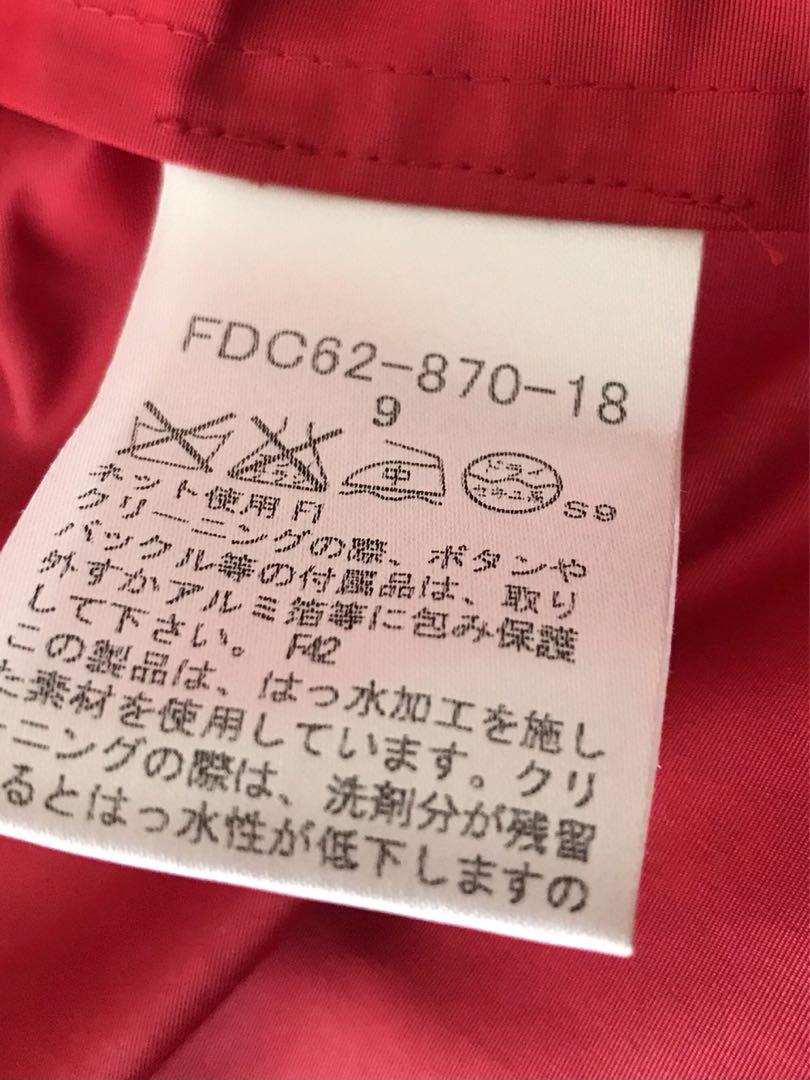 FDC62-870-18
9
中 ドライ セキユ系 S9
ネット使用 F1
クリーニングの際、ボタンや
バックル等の付属品は、取り
外すかアルミ箔等に包み保護
して下さい。 F42
この製品は、はっ水加工を施し
た素材を使用しています。クリ
ーニングの際は、洗剤分が残留
るとはっ水性が低下しますの